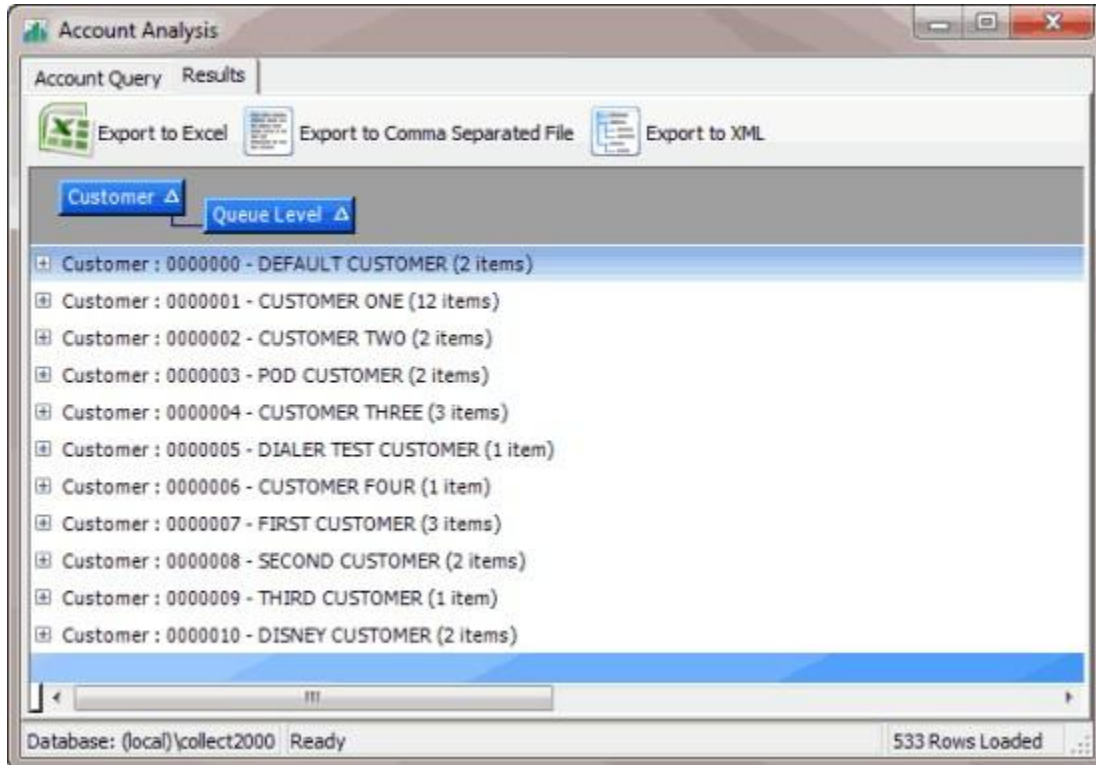 Account Analysis
Account Query Results
Export to Excel Export to Comma Separated File Export to XML
Customer
Queue Level
Customer : 0000000 - DEFAULT CUSTOMER (2 items)
Customer : 0000001 - CUSTOMER ONE (12 items)
Customer : 0000002 - CUSTOMER TWO (2 items)
Customer : 0000003 - POD CUSTOMER (2 items)
Customer : 0000004 - CUSTOMER THREE (3 items)
Customer : 0000005 - DIALER TEST CUSTOMER (1 item)
Customer : 0000006 - CUSTOMER FOUR (1 item)
Customer : 0000007 - FIRST CUSTOMER (3 items)
Customer : 0000008 - SECOND CUSTOMER (2 items)
Customer : 0000009 - THIRD CUSTOMER (1 item)
Customer : 0000010 - DISNEY CUSTOMER (2 items)
Database: (local)\collect2000 Ready 533 Rows Loaded